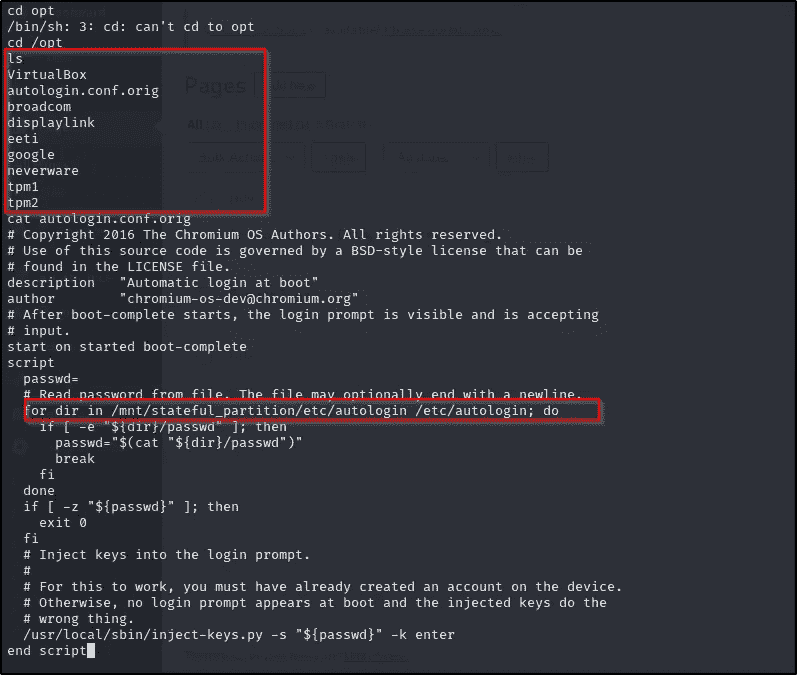 cd opt
/bin/sh: 3: cd: can't cd to opt
cd /opt
ls
VirtualBox
autologin.conf.orig
broadcom
displaylink
eeti
google
neverware
tpm1
tpm2
cat autologin.conf.orig
# Copyright 2016 The Chromium OS Authors. All rights reserved.
# Use of this source code is governed by a BSD-style license that can be
# found in the LICENSE file.
description   "Automatic login at boot"
author        "chromium-os-dev@chromium.org"
# After boot-complete starts, the login prompt is visible and is accepting
# input.
start on started boot-complete
script
  passwd=
  # Read password from file. The file may optionally end with a newline.
  for dir in /mnt/stateful_partition/etc/autologin /etc/autologin; do
    if [ -e "${dir}/passwd" ]; then
      passwd="$(cat "${dir}/passwd")"
      break
    fi
  done
  if [ -z "${passwd}" ]; then
    exit 0
  fi
  # Inject keys into the login prompt.
  #
  # For this to work, you must have already created an account on the device.
  # Otherwise, no login prompt appears at boot and the injected keys do the
  # wrong thing.
  /usr/local/sbin/inject-keys.py -s "${passwd}" -k enter
end script
Pages